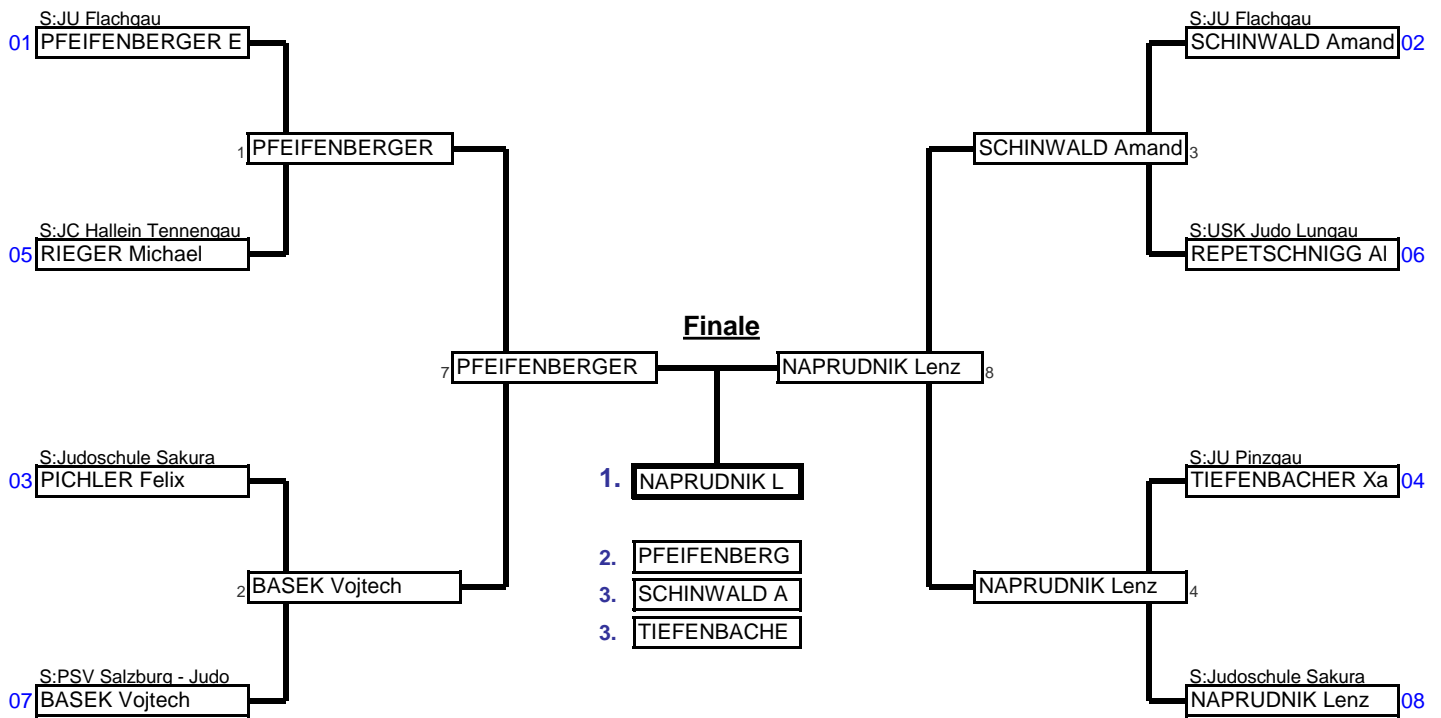 S:JU Flachgau
01 PFEIFENBERGER E
1 PFEIFENBERGER
S:JC Hallein Tennengau
05 RIEGER Michael
7 PFEIFENBERGER
S:Judoschule Sakura
03 PICHLER Felix
2 BASEK Vojtech
S:PSV Salzburg - Judo
07 BASEK Vojtech
Finale
1. NAPRUDNIK L
2. PFEIFENBERG
3. SCHINWALD A
3. TIEFENBACHE
S:JU Flachgau
SCHINWALD Amand 02
SCHINWALD Amand 3
S:USK Judo Lungau
REPETSCHNIGG Al 06
NAPRUDNIK Lenz 8
S:JU Pinzgau
TIEFENBACHER Xa 04
NAPRUDNIK Lenz 4
S:Judoschule Sakura
NAPRUDNIK Lenz 08